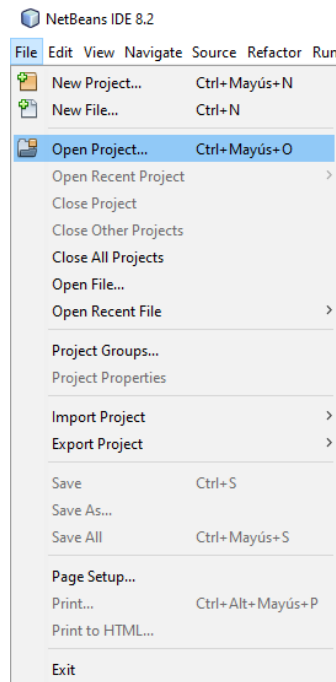 NetBeans IDE 8.2
File Edit View Navigate Source Refactor Run
New Project... Ctrl+Mayús+N
New File... Ctrl+N
Open Project... Ctrl+Mayús+O
Open Recent Project
Close Project
Close Other Projects
Close All Projects
Open File...
Open Recent File
Project Groups...
Project Properties
Import Project
Export Project
Save Ctrl+S
Save As...
Save All Ctrl+Mayús+S
Page Setup...
Print... Ctrl+Alt+Mayús+P
Print to HTML...
Exit